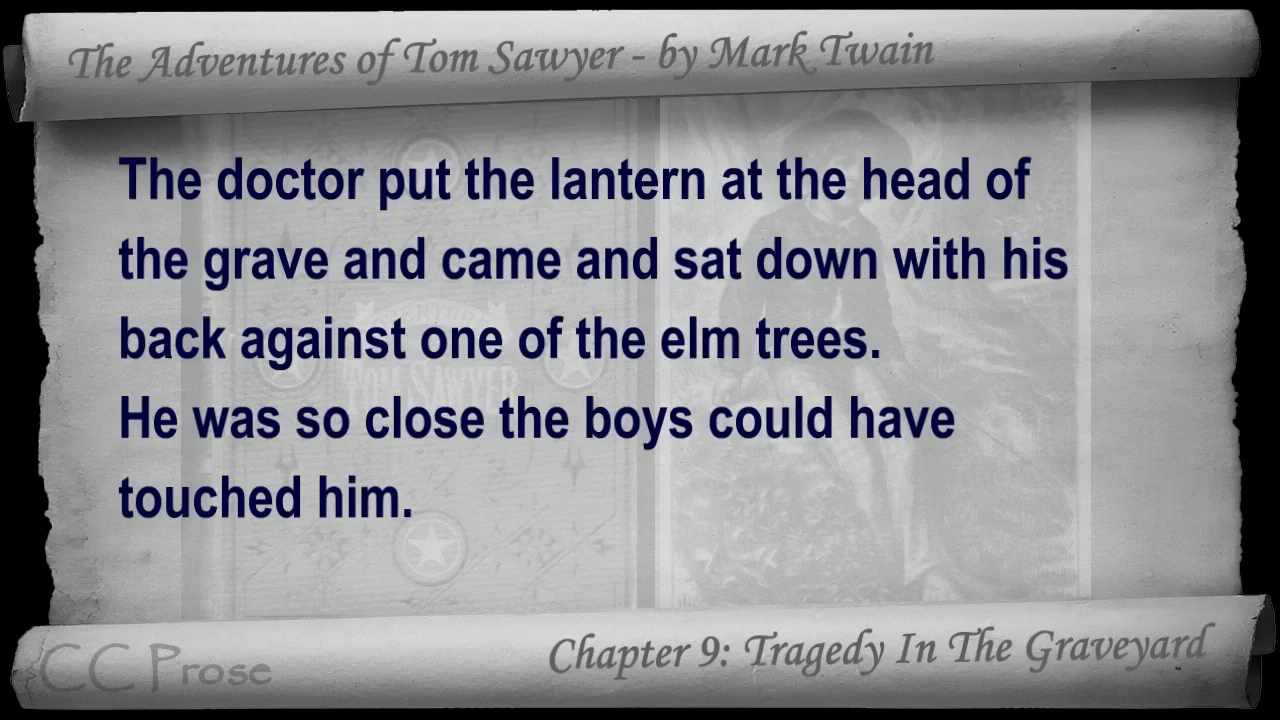 The Adventures of Tom Sawyer - by Mark Twain
The doctor put the lantern at the head of
the grave and came and sat down with his
back against one of the elm trees.
He was so close the boys could have
touched him.
TOM SAWYER
CC Prose
Chapter 9: Tragedy In The Graveyard